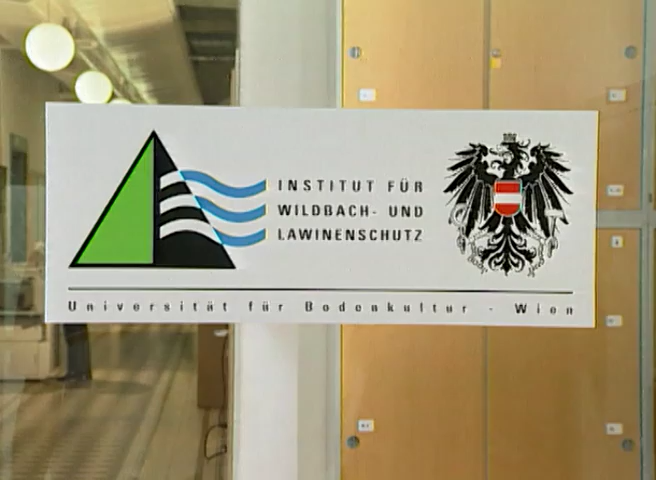 INSTITUT FÜR
WILDBACH- UND
LAWINENSCHUTZ
Universität für Bodenkultur - Wien